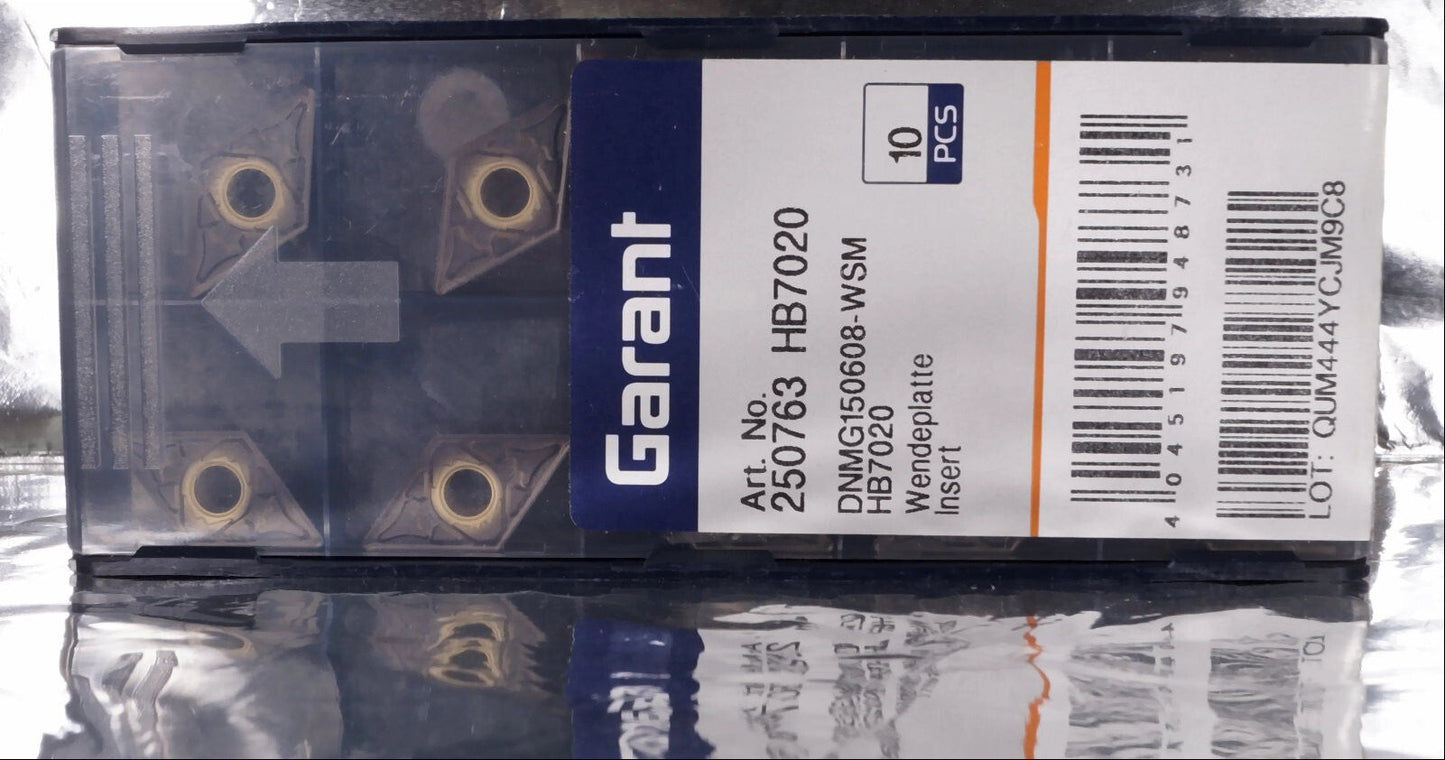 Garant
10
PCS
Art. No.
250763 HB7020
DNMG150608-WSM
HB7020
Wendeplatte
Insert
4 045197 948731
LOT: QUM444YCJM9C8